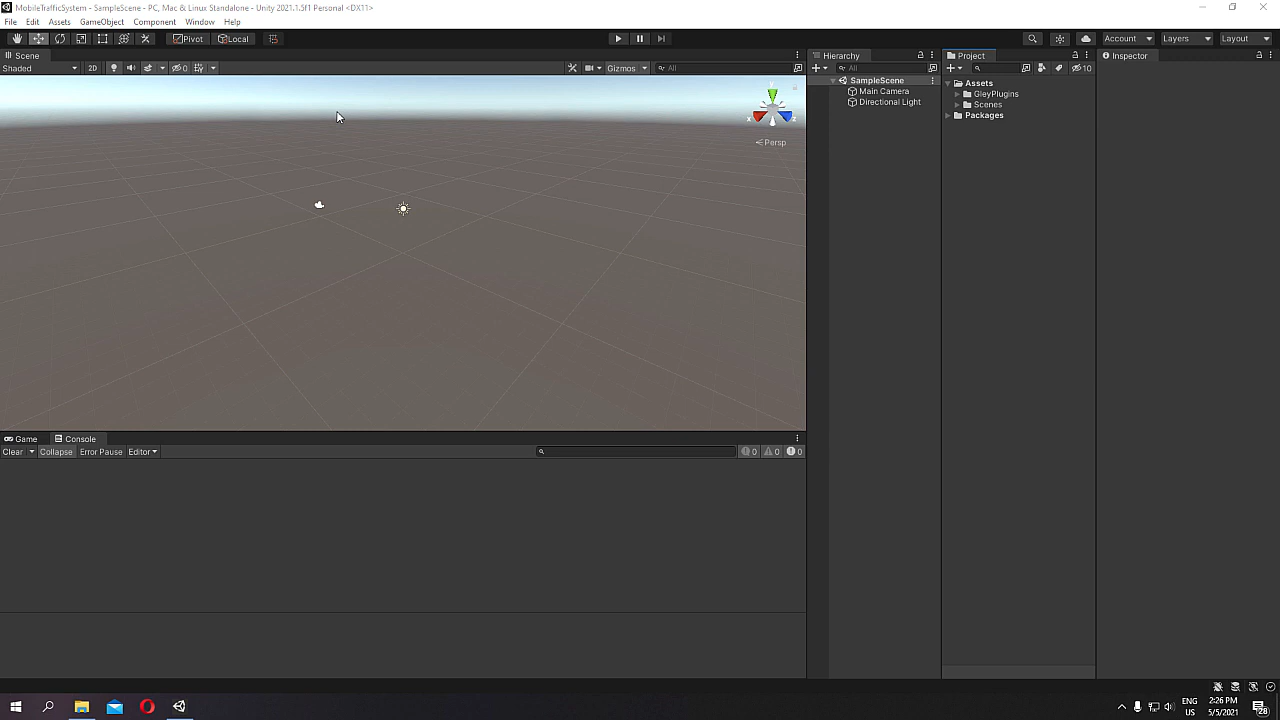 MobileTrafficSystem - SampleScene - PC, Mac & Linux Standalone - Unity 2021.1.5f1 Personal <DX11>
File Edit Assets GameObject Component Window Help
Pivot Local Account Layers Layout
Scene Hierarchy Project Inspector
Shaded 2D 0 Gizmos All All 10
SampleScene
Main Camera
Directional Light
Assets
GleyPlugins
Scenes
Packages
y
x z
Persp
Game Console
Clear Collapse Error Pause Editor 0 0 0
ENG 2:26 PM
US 5/5/2021 28